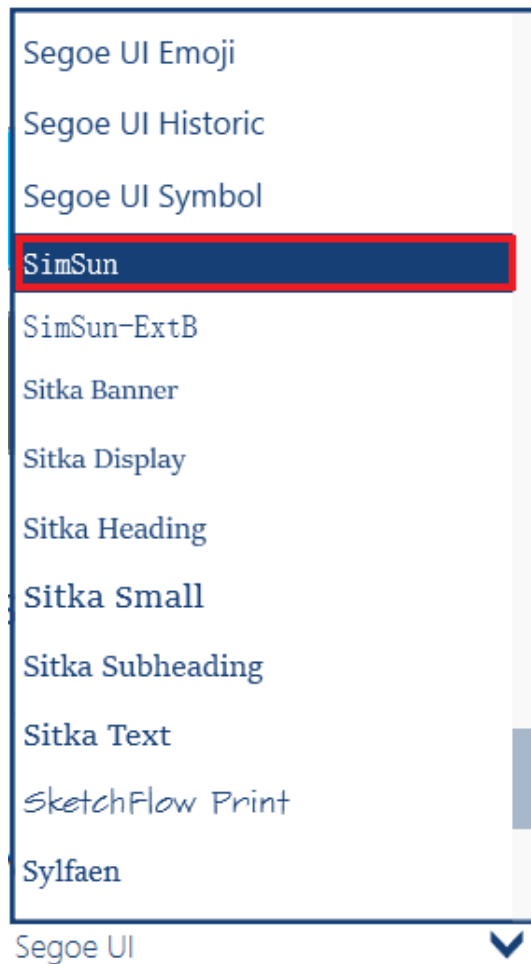 Segoe UI Emoji
Segoe UI Historic
Segoe UI Symbol
SimSun
SimSun-ExtB
Sitka Banner
Sitka Display
Sitka Heading
Sitka Small
Sitka Subheading
Sitka Text
SketchFlow Print
Sylfaen
Segoe UI